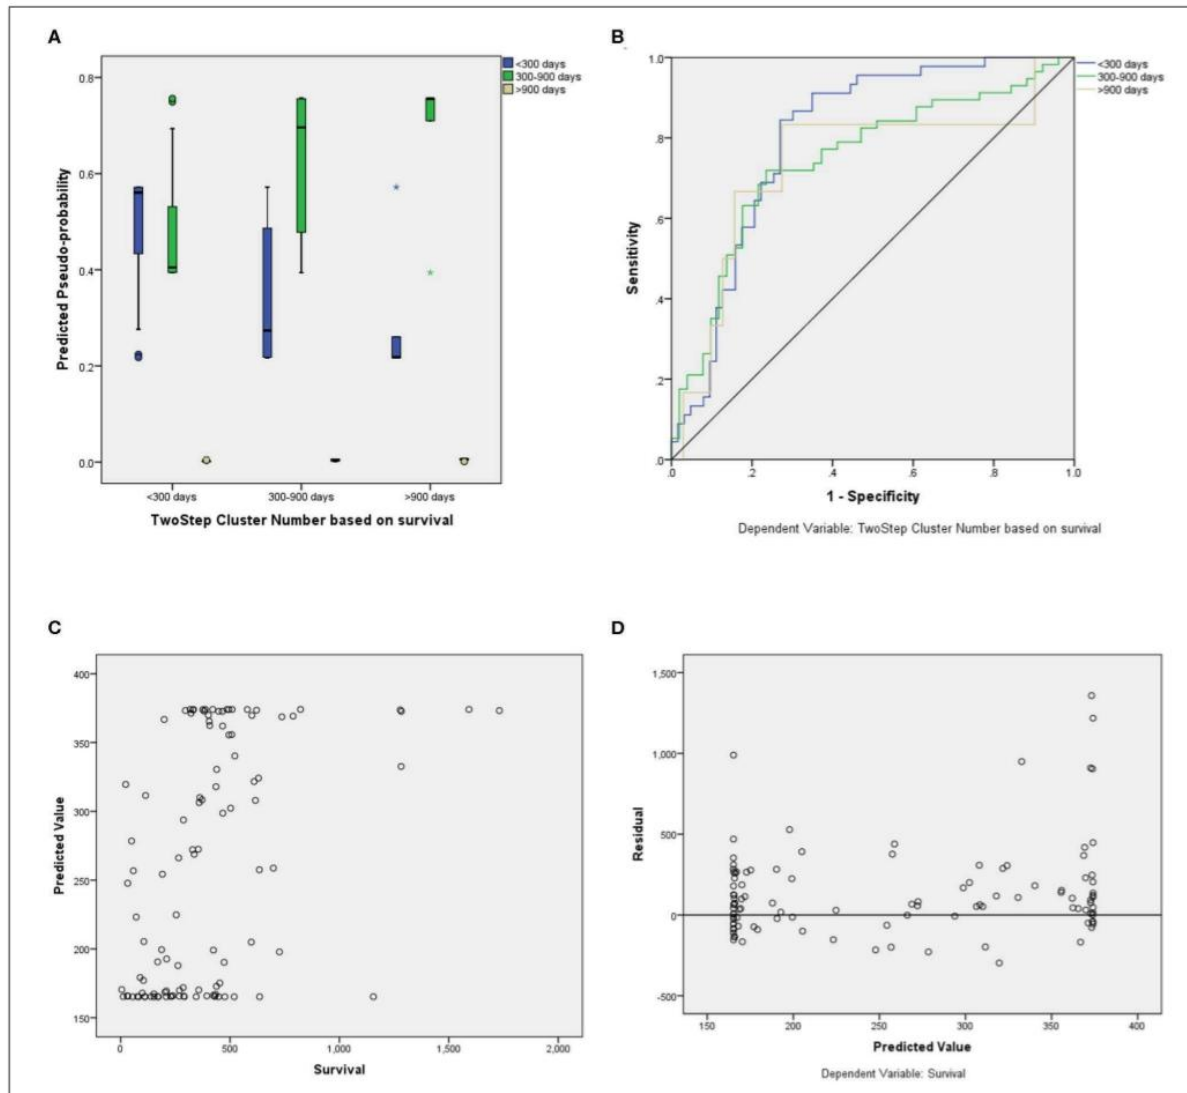 A
<300 days
300-900 days
>900 days
0.8
0.6
0.4
0.2
0.0
Predicted Pseudo-probability
<300 days
300-900 days
>900 days
TwoStep Cluster Number based on survival
B
<300 days
300-900 days
>900 days
1.0
.8
.6
.4
.2
.0
Sensitivity
.0
.2
.4
.6
0.8
1.0
1 - Specificity
Dependent Variable: TwoStep Cluster Number based on survival
C
400
350
300
250
200
150
Predicted Value
0
500
1,000
1,500
2,000
Survival
D
1,500
1,000
500
0
-500
Residual
150
200
250
300
350
400
Predicted Value
Dependent Variable: Survival